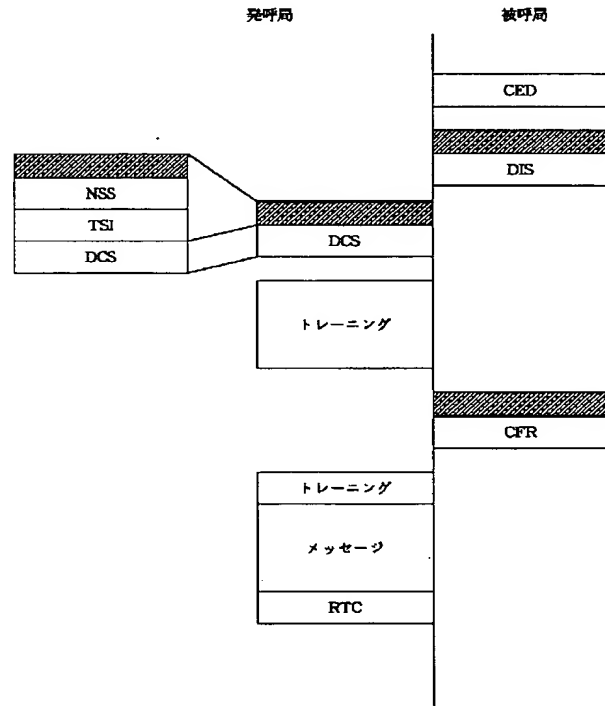 発呼局
被呼局
CED
DIS
NSS
TSI
DCS
DCS
トレーニング
CFR
トレーニング
メッセージ
RTC